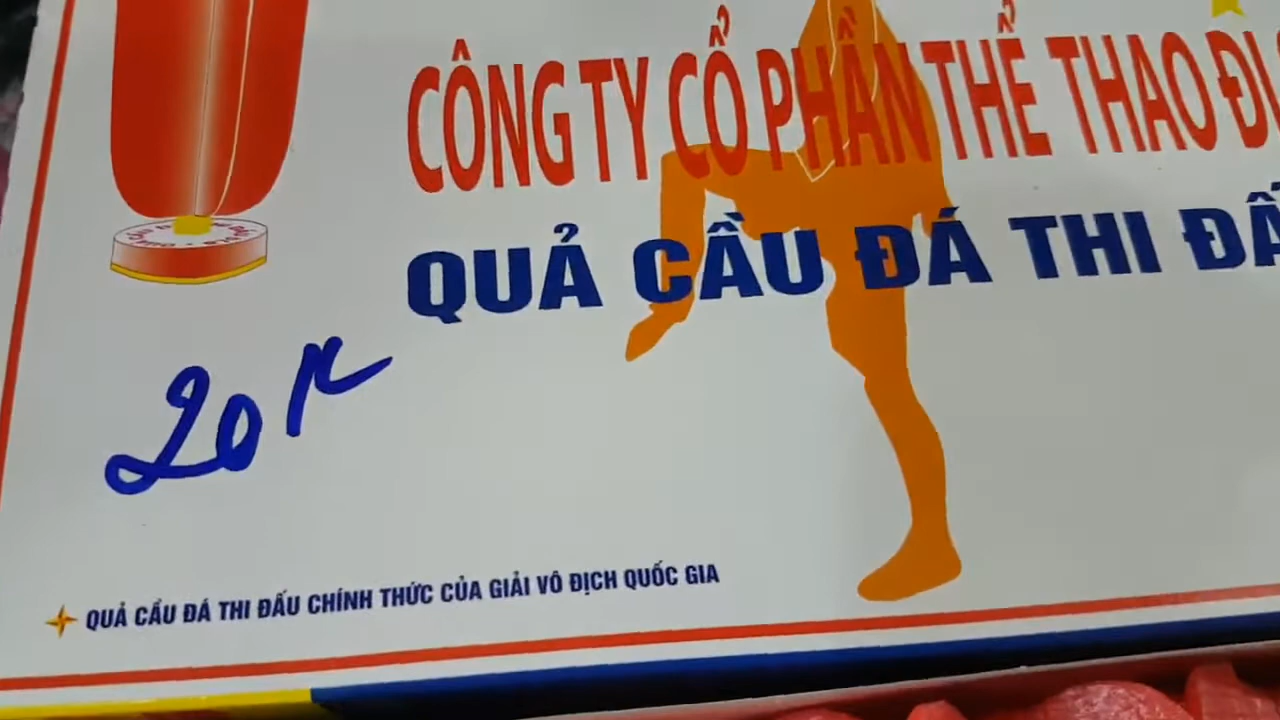 CÔNG TY CỔ PHẦN THỂ THAO
QUẢ CẦU ĐÁ THI
20K
QUẢ CẦU ĐÁ THI ĐẤU CHÍNH THỨC CỦA GIẢI VÔ ĐỊCH QUỐC GIA